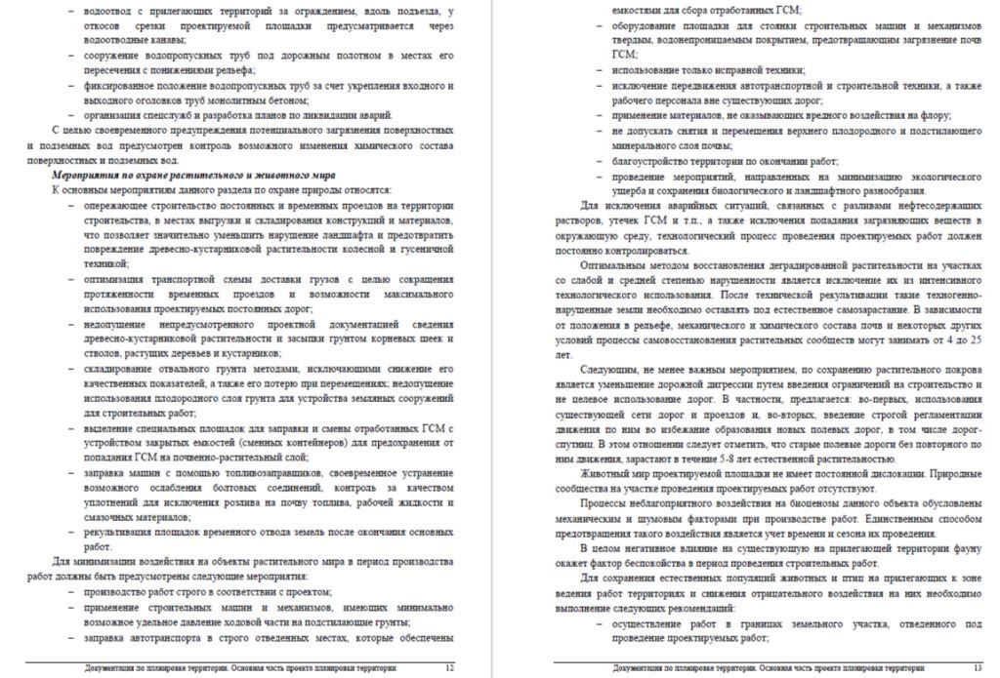 – водоотвод с прилегающих территорий за ограждением, вдоль подъезда, у
откосов срезки проектируемой площадки предусматривается через
водоотводные канавы;
– сооружение водопропускных труб под дорожным полотном в местах его
пересечения с понижениями рельефа;
– фиксированное положение водопропускных труб за счет укрепления входного и
выходного оголовков труб монолитным бетоном;
– организация спецслужб и разработка планов по ликвидации аварий.
С целью своевременного предупреждения потенциального загрязнения поверхностных
и подземных вод предусмотрен контроль возможного изменения химического состава
поверхностных и подземных вод.
Мероприятия по охране растительного и животного мира
К основным мероприятиям данного раздела по охране природы относятся:
– опережающее строительство постоянных и временных проездов на территории
строительства, в местах выгрузки и складирования конструкций и материалов,
что позволяет значительно уменьшить нарушение ландшафта и предотвратить
повреждение древесно-кустарниковой растительности колесной и гусеничной
техникой;
– оптимизация транспортной схемы доставки грузов с целью сокращения
протяженности временных проездов и возможности максимального
использования проектируемых постоянных дорог;
– недопущение непредусмотренного проектной документацией сведения
древесно-кустарниковой растительности и засыпки грунтом корневых шеек и
стволов, растущих деревьев и кустарников;
– складирование отвального грунта методами, исключающими снижение его
качественных показателей, а также его потерю при перемещениях; недопущение
использования плодородного слоя грунта для устройства земляных сооружений
для строительных работ;
– выделение специальных площадок для заправки и смены отработанных ГСМ с
устройством закрытых емкостей (сменных контейнеров) для предохранения от
попадания ГСМ на почвенно-растительный слой;
– заправка машин с помощью топливозаправщиков, своевременное устранение
возможного ослабления болтовых соединений, контроль за качеством
уплотнений для исключения розлива на почву топлива, рабочей жидкости и
смазочных материалов;
– рекультивация площадок временного отвода земель после окончания основных
работ.
Для минимизации воздействия на объекты растительного мира в период производства
работ должны быть предусмотрены следующие мероприятия:
– производство работ строго в соответствии с проектом;
– применение строительных машин и механизмов, имеющих минимально
возможное удельное давление ходовой части на подстилающие грунты;
– заправка автотранспорта в строго отведенных местах, которые обеспечены
Документация по планировке территории. Основная часть проекта планировки территории 12
емкостями для сбора отработанных ГСМ;
– оборудование площадки для стоянки строительных машин и механизмов
твердым, водонепроницаемым покрытием, предотвращающим загрязнение почв
ГСМ;
– использование только исправной техники;
– исключение передвижения автотранспортной и строительной техники, а также
рабочего персонала вне существующих дорог;
– применение материалов, не оказывающих вредного воздействия на флору;
– не допускать снятия и перемещения верхнего плодородного и подстилающего
минерального слоя почвы;
– благоустройство территории по окончании работ;
– проведение мероприятий, направленных на минимизацию экологического
ущерба и сохранения биологического и ландшафтного разнообразия.
Для исключения аварийных ситуаций, связанных с разливами нефтесодержащих
растворов, утечек ГСМ и т.п., а также исключения попадания загрязняющих веществ в
окружающую среду, технологический процесс проведения проектируемых работ должен
постоянно контролироваться.
Оптимальным методом восстановления деградированной растительности на участках
со слабой и средней степенью нарушенности является исключение их из интенсивного
технологического использования. После технической рекультивации такие техногенно-
нарушенные земли необходимо оставлять под естественное самозарастание. В зависимости
от положения в рельефе, механического и химического состава почв и некоторых других
условий процессы самовосстановления растительных сообществ могут занимать от 4 до 25
лет.
Следующим, не менее важным мероприятием, по сохранению растительного покрова
является уменьшение дорожной дигрессии путем введения ограничений на строительство и
не целевое использование дорог. В частности, предлагается: во-первых, использования
существующей сети дорог и проездов и, во-вторых, введение строгой регламентации
движения по ним во избежание образования новых полевых дорог, в том числе дорог-
спутниц. В этом отношении следует отметить, что старые полевые дороги без повторного по
ним движения, зарастают в течение 5-8 лет естественной растительностью.
Животный мир проектируемой площадки не имеет постоянной дислокации. Природные
сообщества на участке проведения проектируемых работ отсутствуют.
Процессы неблагоприятного воздействия на биоценозы данного объекта обусловлены
механическим и шумовым факторами при производстве работ. Единственным способом
предотвращения такого воздействия является учет времени и сезона их проведения.
В целом негативное влияние на существующую на прилегающей территории фауну
окажет фактор беспокойства в период проведения строительных работ.
Для сохранения естественных популяций животных и птиц на прилегающих к зоне
ведения работ территориях и снижения отрицательного воздействия на них необходимо
выполнение следующих рекомендаций:
– осуществление работ в границах земельного участка, отведенного под
проведение проектируемых работ;
Документация по планировке территории. Основная часть проекта планировки территории 13